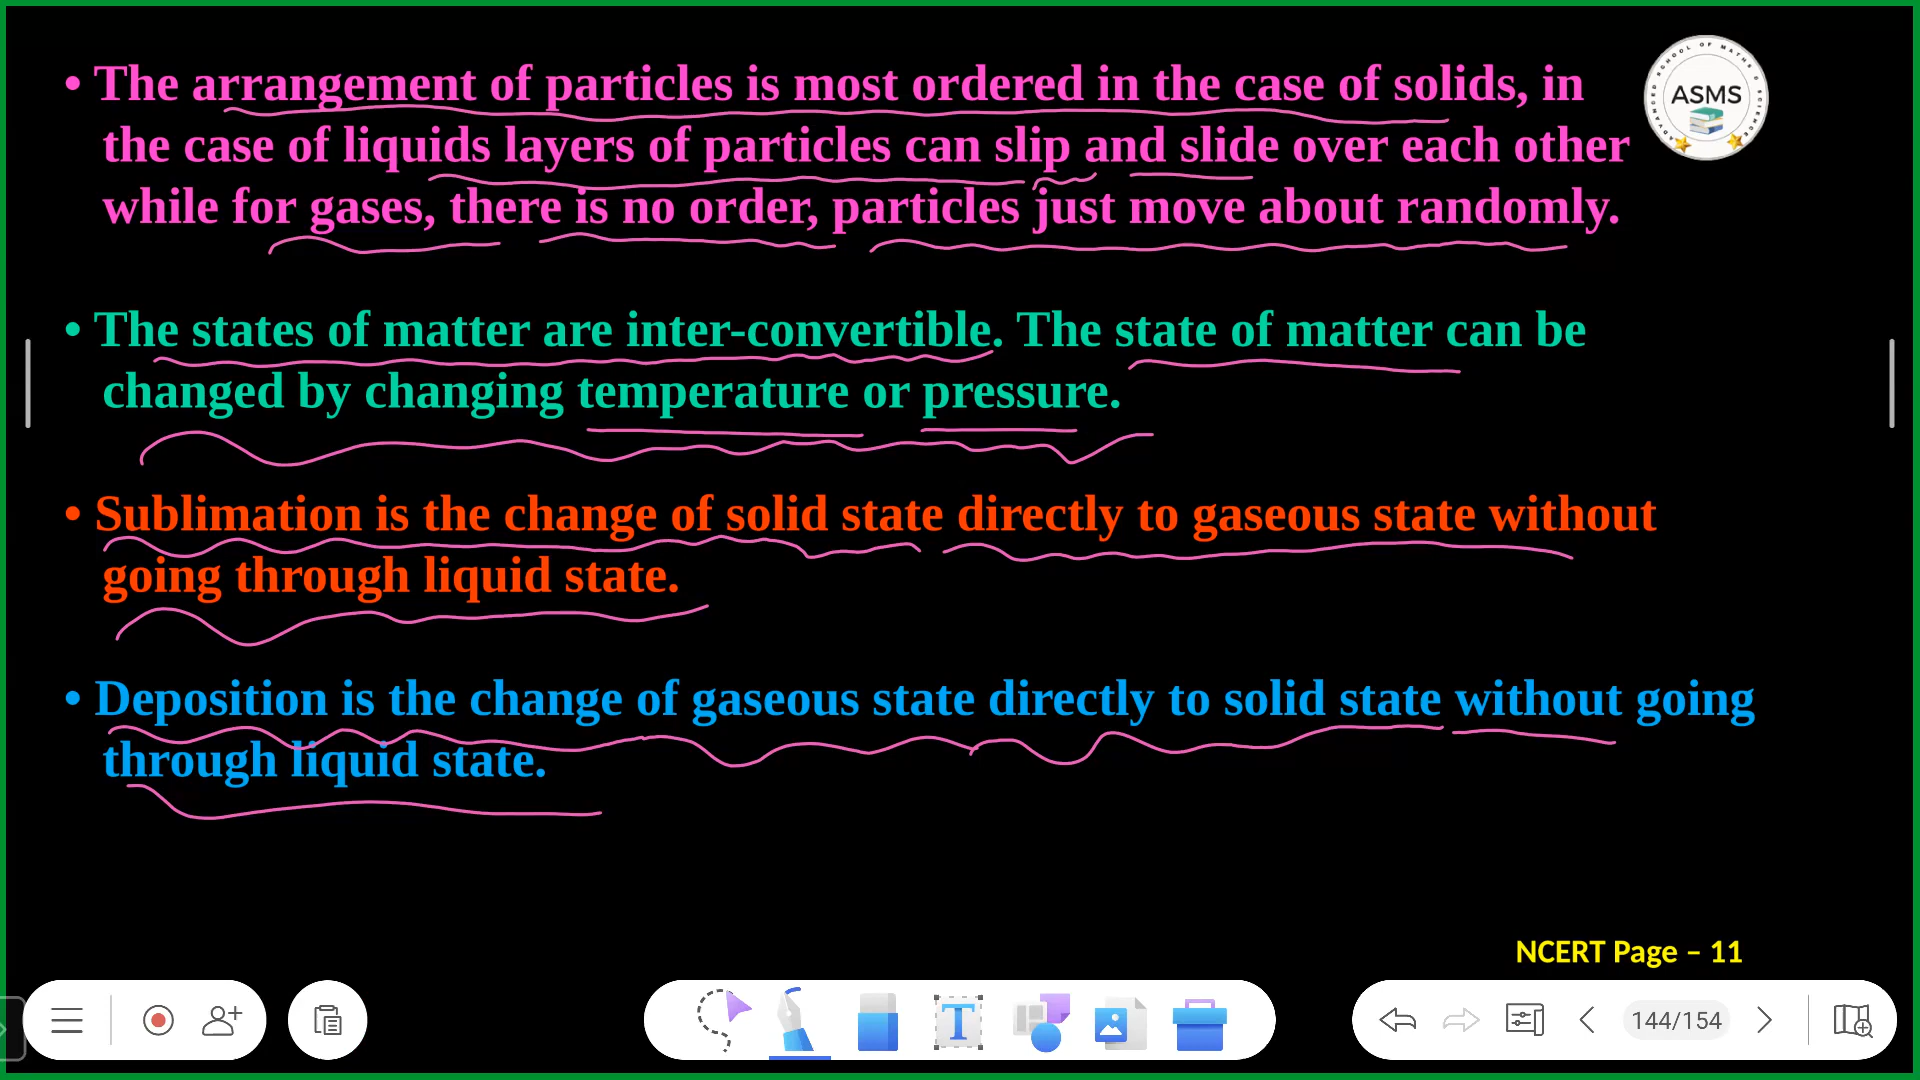 • The arrangement of particles is most ordered in the case of solids, in
the case of liquids layers of particles can slip and slide over each other
while for gases, there is no order, particles just move about randomly.
• The states of matter are inter-convertible. The state of matter can be
changed by changing temperature or pressure.
• Sublimation is the change of solid state directly to gaseous state without
going through liquid state.
• Deposition is the change of gaseous state directly to solid state without going
through liquid state.
ASMS
NCERT Page – 11
T
144/154